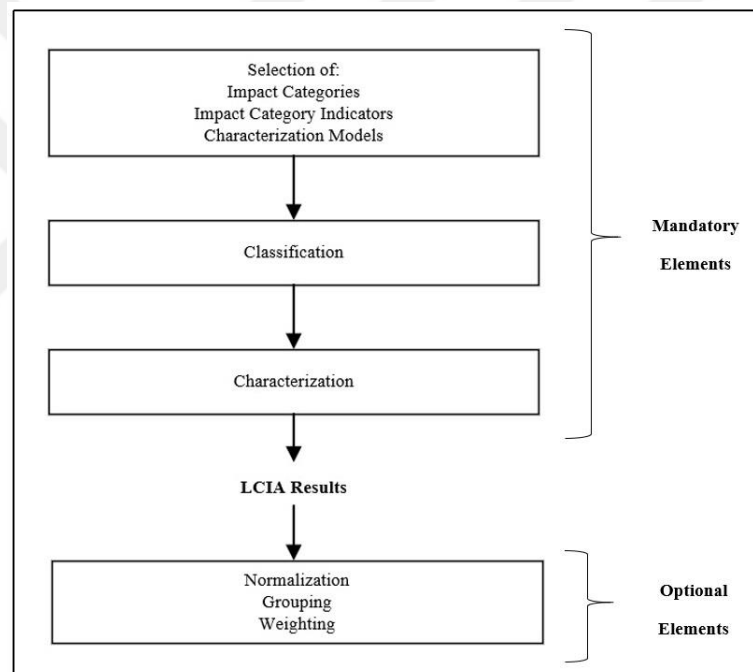 Selection of:
Impact Categories
Impact Category Indicators
Characterization Models
Classification
Characterization
Mandatory
Elements
LCIA Results
Normalization
Grouping
Weighting
Optional
Elements